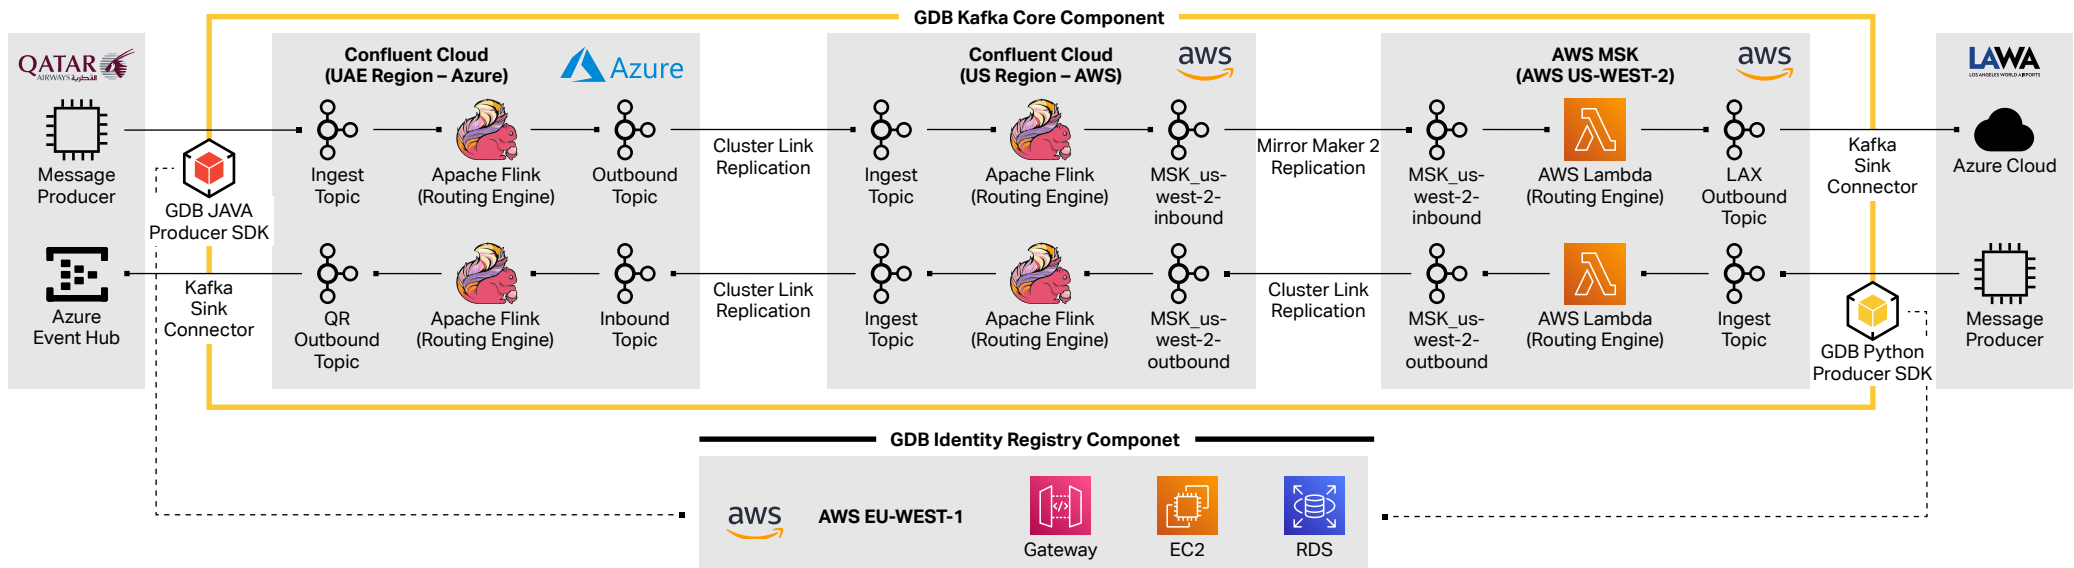 GDB Kafka Core Component
QATAR
AIRWAYS القطرية
Message
Producer
GDB JAVA
Producer SDK
Azure
Event Hub
Kafka
Sink
Connector
Confluent Cloud
(UAE Region – Azure)
Azure
Ingest
Topic
Apache Flink
(Routing Engine)
Outbound
Topic
QR
Outbound
Topic
Apache Flink
(Routing Engine)
Inbound
Topic
Cluster Link
Replication
Cluster Link
Replication
Confluent Cloud
(US Region – AWS)
aws
Ingest
Topic
Apache Flink
(Routing Engine)
MSK_us-
west-2-
inbound
Ingest
Topic
Apache Flink
(Routing Engine)
MSK_us-
west-2-
outbound
Mirror Maker 2
Replication
Cluster Link
Replication
AWS MSK
(AWS US-WEST-2)
aws
MSK_us-
west-2-
inbound
AWS Lambda
(Routing Engine)
LAX
Outbound
Topic
MSK_us-
west-2-
outbound
AWS Lambda
(Routing Engine)
Ingest
Topic
Kafka
Sink
Connector
GDB Python
Producer SDK
LAWA
LOS ANGELES WORLD AIRPORTS
Azure Cloud
Message
Producer
GDB Identity Registry Componet
aws
AWS EU-WEST-1
</>
Gateway
EC2
RDS